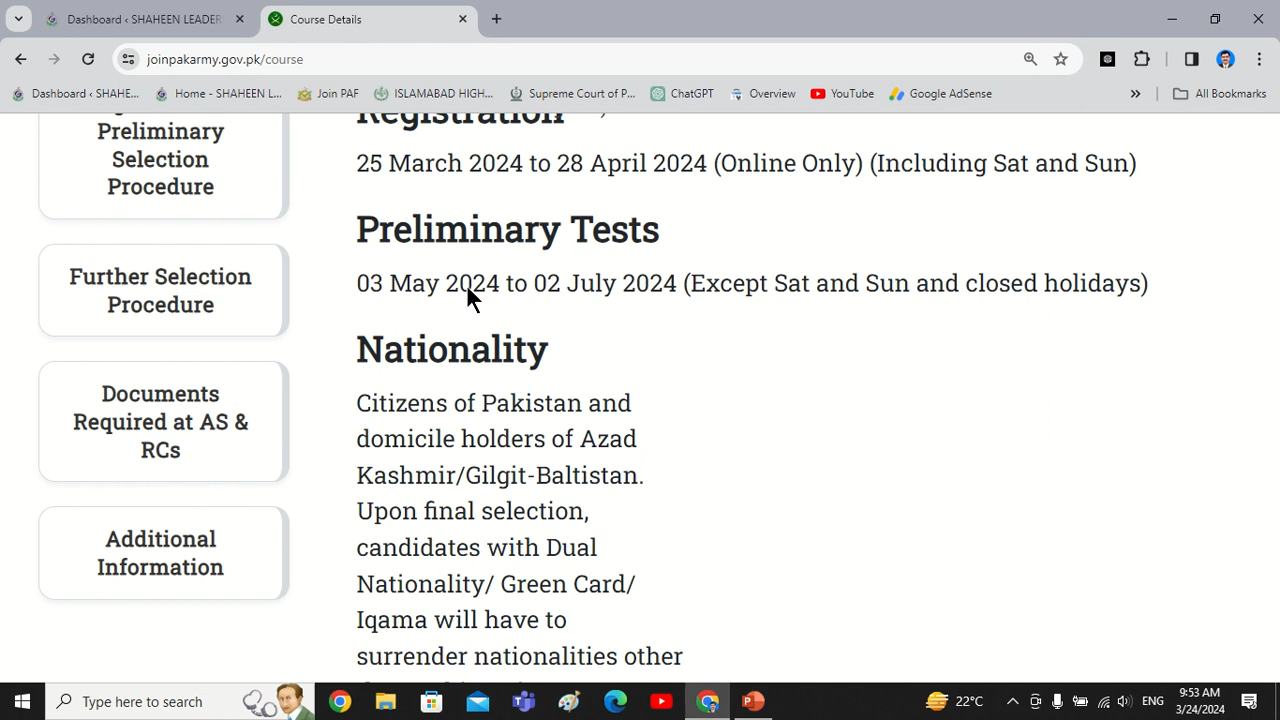 Dashboard ‹ SHAHEEN LEADER
Course Details
joinpakarmy.gov.pk/course
Dashboard ‹ SHAHE...
Home - SHAHEEN L...
Join PAF
ISLAMABAD HIGH...
Supreme Court of P...
ChatGPT
Overview
YouTube
Google AdSense
All Bookmarks
Preliminary
Selection
Procedure
Further Selection
Procedure
Documents
Required at AS &
RCs
Additional
Information
Registration
25 March 2024 to 28 April 2024 (Online Only) (Including Sat and Sun)
Preliminary Tests
03 May 2024 to 02 July 2024 (Except Sat and Sun and closed holidays)
Nationality
Citizens of Pakistan and
domicile holders of Azad
Kashmir/Gilgit-Baltistan.
Upon final selection,
candidates with Dual
Nationality/ Green Card/
Iqama will have to
surrender nationalities other
Type here to search
22°C
ENG
9:53 AM
3/24/2024